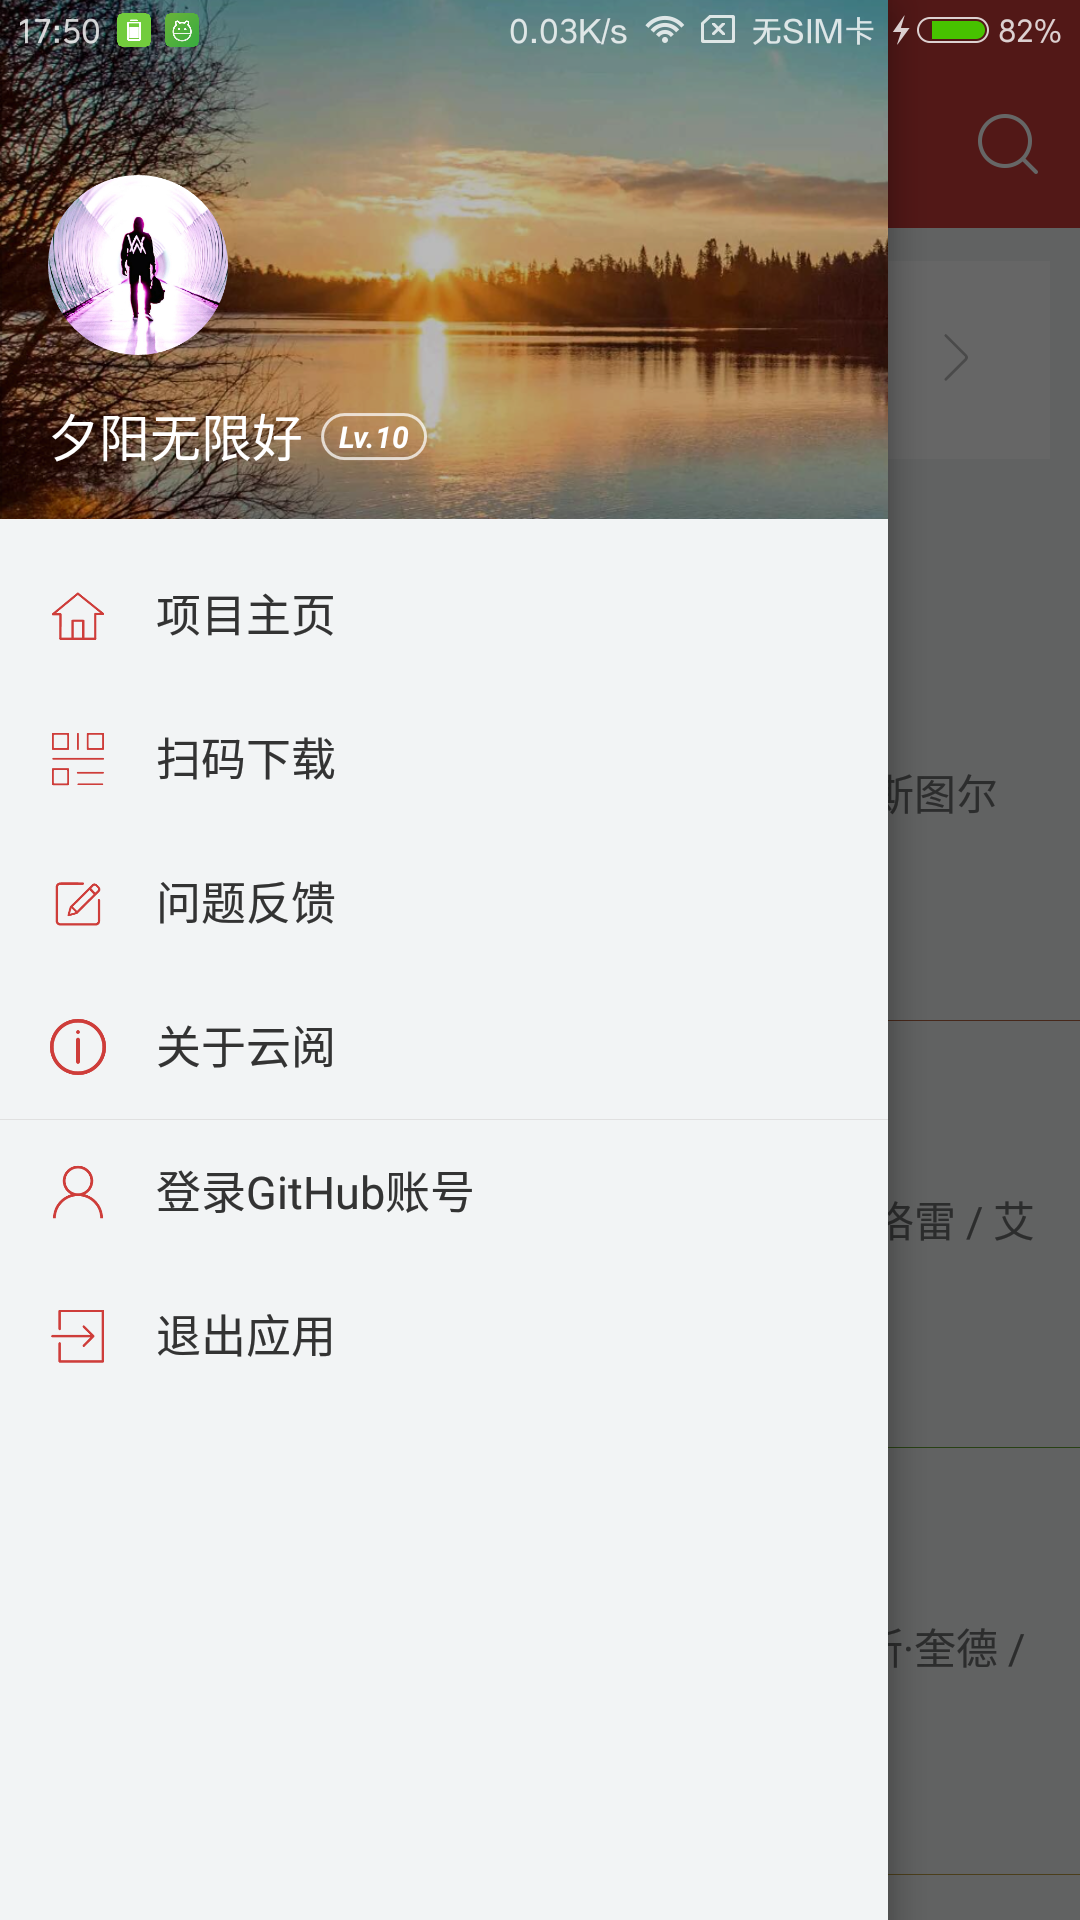 17:50 0.03K/s 无SIM卡 82%
夕阳无限好 Lv.10
项目主页
扫码下载
斯图尔
问题反馈
关于云阅
登录GitHub账号
格雷 / 艾
退出应用
·奎德 /